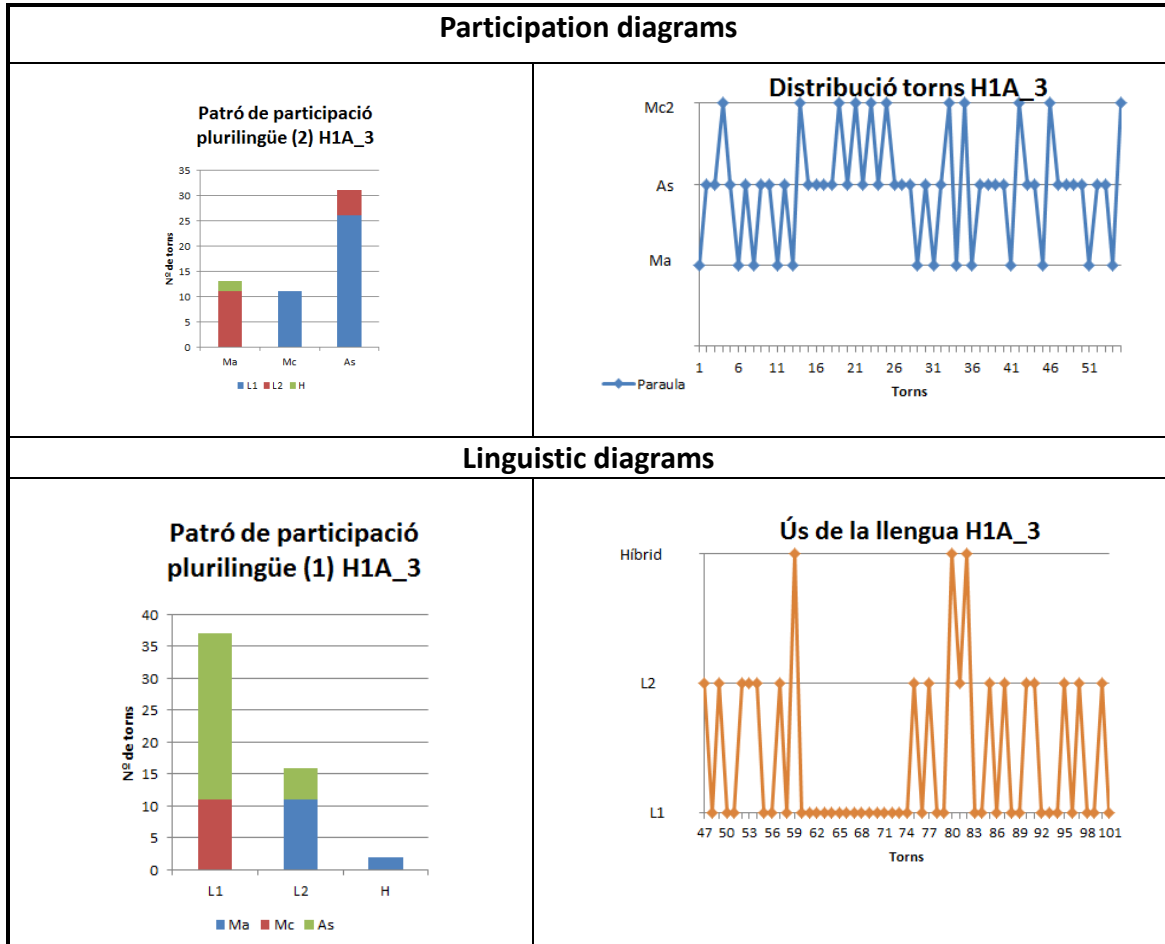 Participation diagrams
Patró de participació
plurilingüe (2) H1A_3
Nº de torns
35
30
25
20
15
10
5
0
Ma Mc As
L1 L2 H
Distribució torns H1A_3
Mc2
As
Ma
1 6 11 16 21 26 31 36 41 46 51
Paraula
Torns
Linguistic diagrams
Patró de participació
plurilingüe (1) H1A_3
Nº de torns
40
35
30
25
20
15
10
5
0
L1 L2 H
Ma Mc As
Ús de la llengua H1A_3
Híbrid
L2
L1
47 50 53 56 59 62 65 68 71 74 77 80 83 86 89 92 95 98 101
Torns